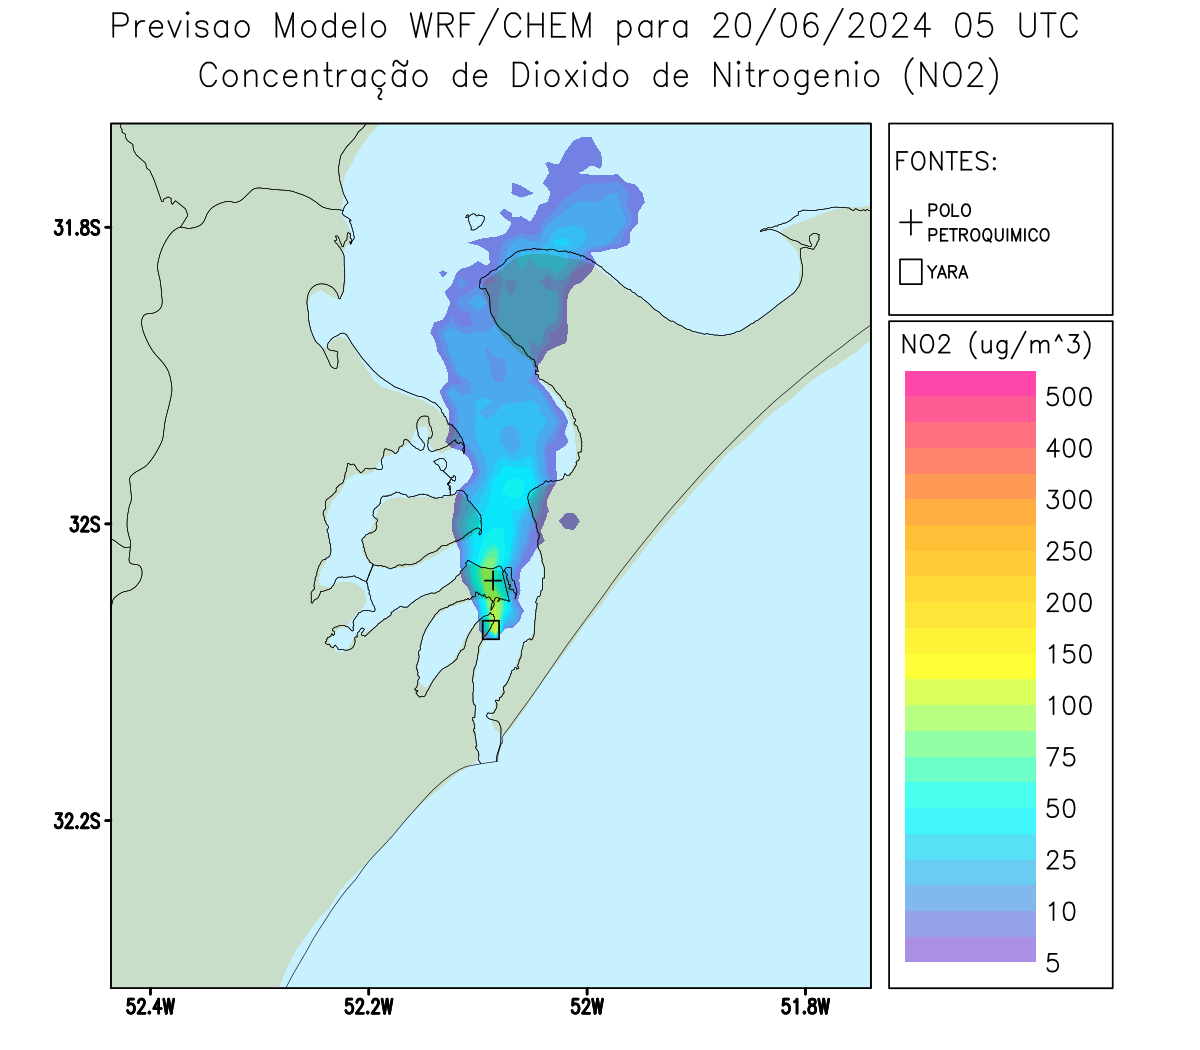 Previsao Modelo WRF/CHEM para 20/06/2024 05 UTC
Concentração de Dioxido de Nitrogenio (NO2)
FONTES:
POLO
PETROQUIMICO
YARA
NO2 (ug/m^3)
500
400
300
250
200
150
100
75
50
25
10
5
31.8S
32S
32.2S
52.4W
52.2W
52W
51.8W